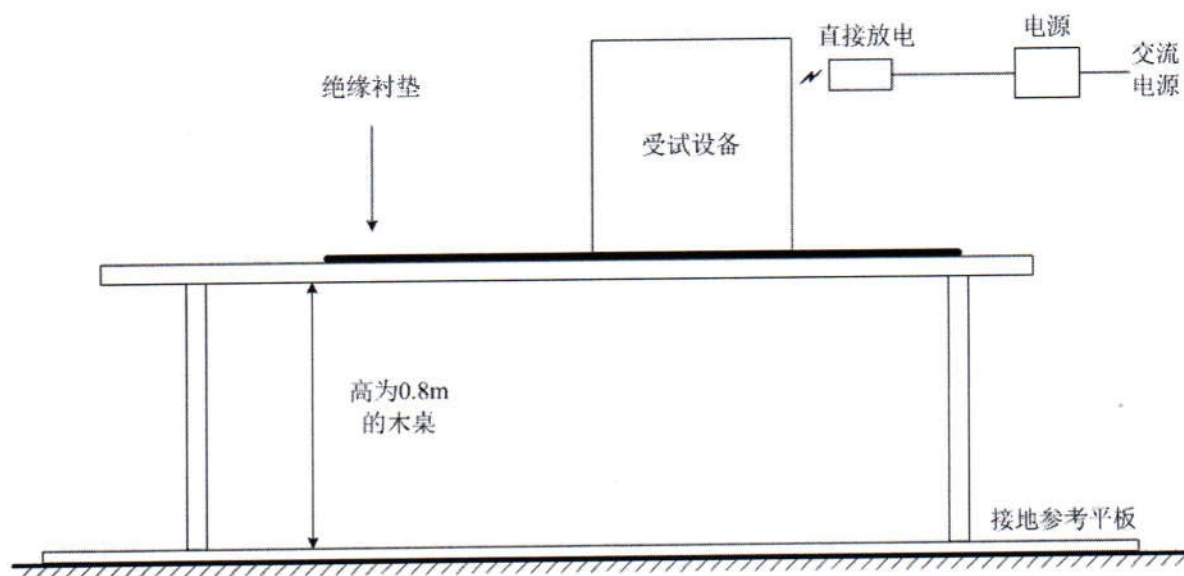 电源
直接放电
交流
电源
绝缘衬垫
受试设备
高为0.8m
的木桌
接地参考平板